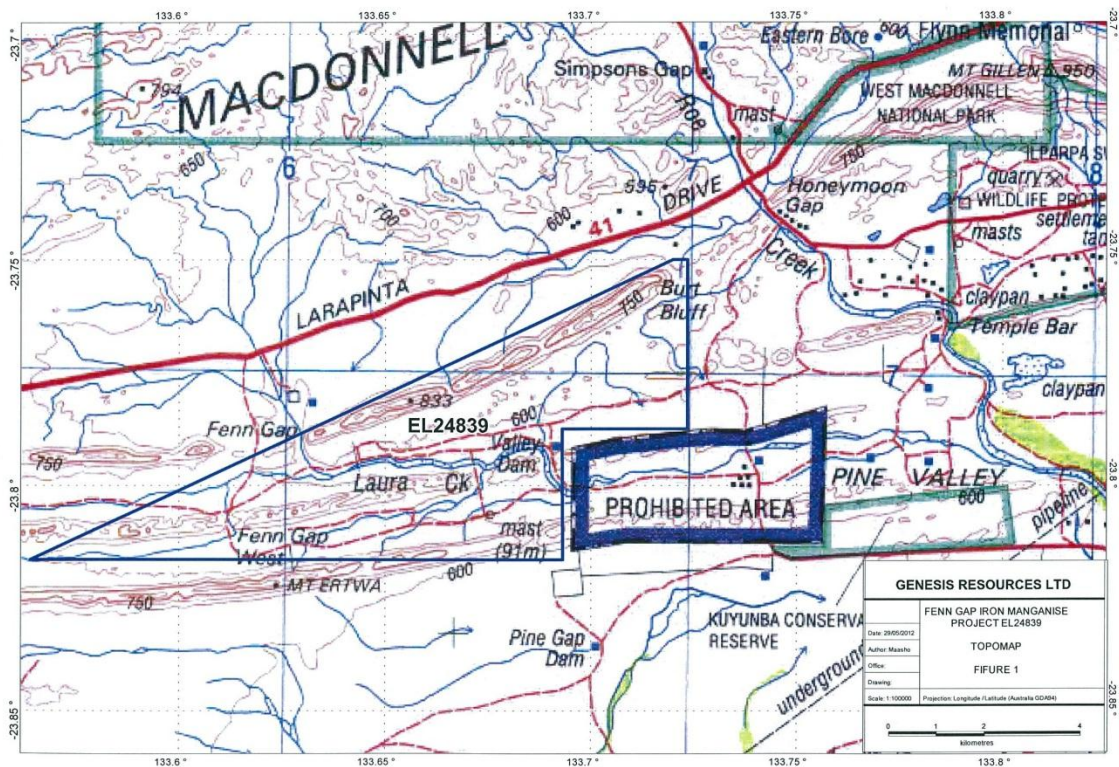 133.6 °
133.65 °
133.7 °
133.75 °
133.8 °
-23.7 °
MACDONNELL
794
650
6
700
Simpsons Gap
Roe
mast
Eastern Bore
600
Flynn Memorial
MT GILLEN
950
WEST MACDONNELL
NATIONAL PARK
750
595
600
41
LARAPINTA
DRIVE
7
Honeymoon
Gap
Creek
ILPARPA
quarry
WILDLIFE
8
masts
-23.75 °
750
Burt
Bluff
claypan
Temple Bar
claypan
7
833
600
EL24839
Fenn Gap
Valley
Dam
750
Laura Ck
PROHIBITED AREA
PINE VALLEY
600
-23.8 °
pipeline
Fenn Gap
West
mast
(91m)
MT ERTWA
600
750
Pine Gap
Dam
KUYUNBA CONSERVA
RESERVE
underground
-23.85 °
GENESIS RESOURCES LTD
FENN GAP IRON MANGANISE
PROJECT EL24839
Date: 29/05/2012
Author: Maasho
TOPOMAP
Office:
FIFURE 1
Drawing:
Scale: 1:100000
Projection: Longitude / Latitude (Australia GDA94)
0 1 2 4
kilometres
133.6 °
133.65 °
133.7 °
133.75 °
133.8 °